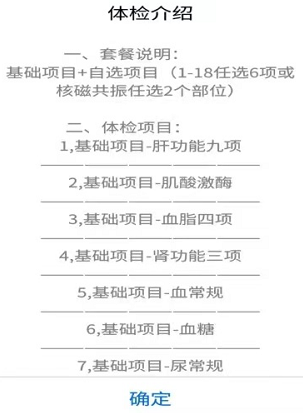 体检介绍
一、套餐说明：
基础项目+自选项目（1-18任选6项或
核磁共振任选2个部位）
二、体检项目：
1,基础项目-肝功能九项
2,基础项目-肌酸激酶
3,基础项目-血脂四项
4,基础项目-肾功能三项
5,基础项目-血常规
6,基础项目-血糖
7,基础项目-尿常规
确定